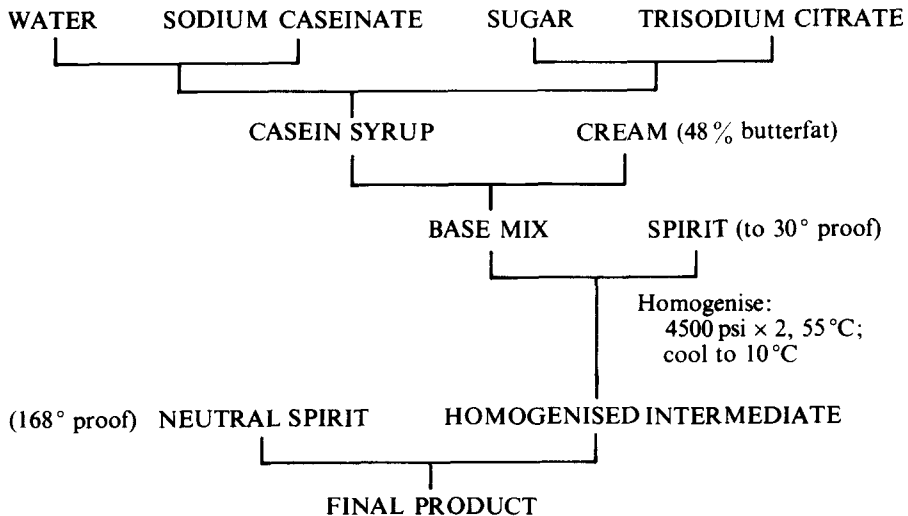 WATER SODIUM CASEINATE SUGAR TRISODIUM CITRATE
CASEIN SYRUP CREAM (48 % butterfat)
BASE MIX SPIRIT (to 30° proof)
Homogenise:
4500 psi × 2, 55 °C;
cool to 10 °C
(168° proof) NEUTRAL SPIRIT HOMOGENISED INTERMEDIATE
FINAL PRODUCT